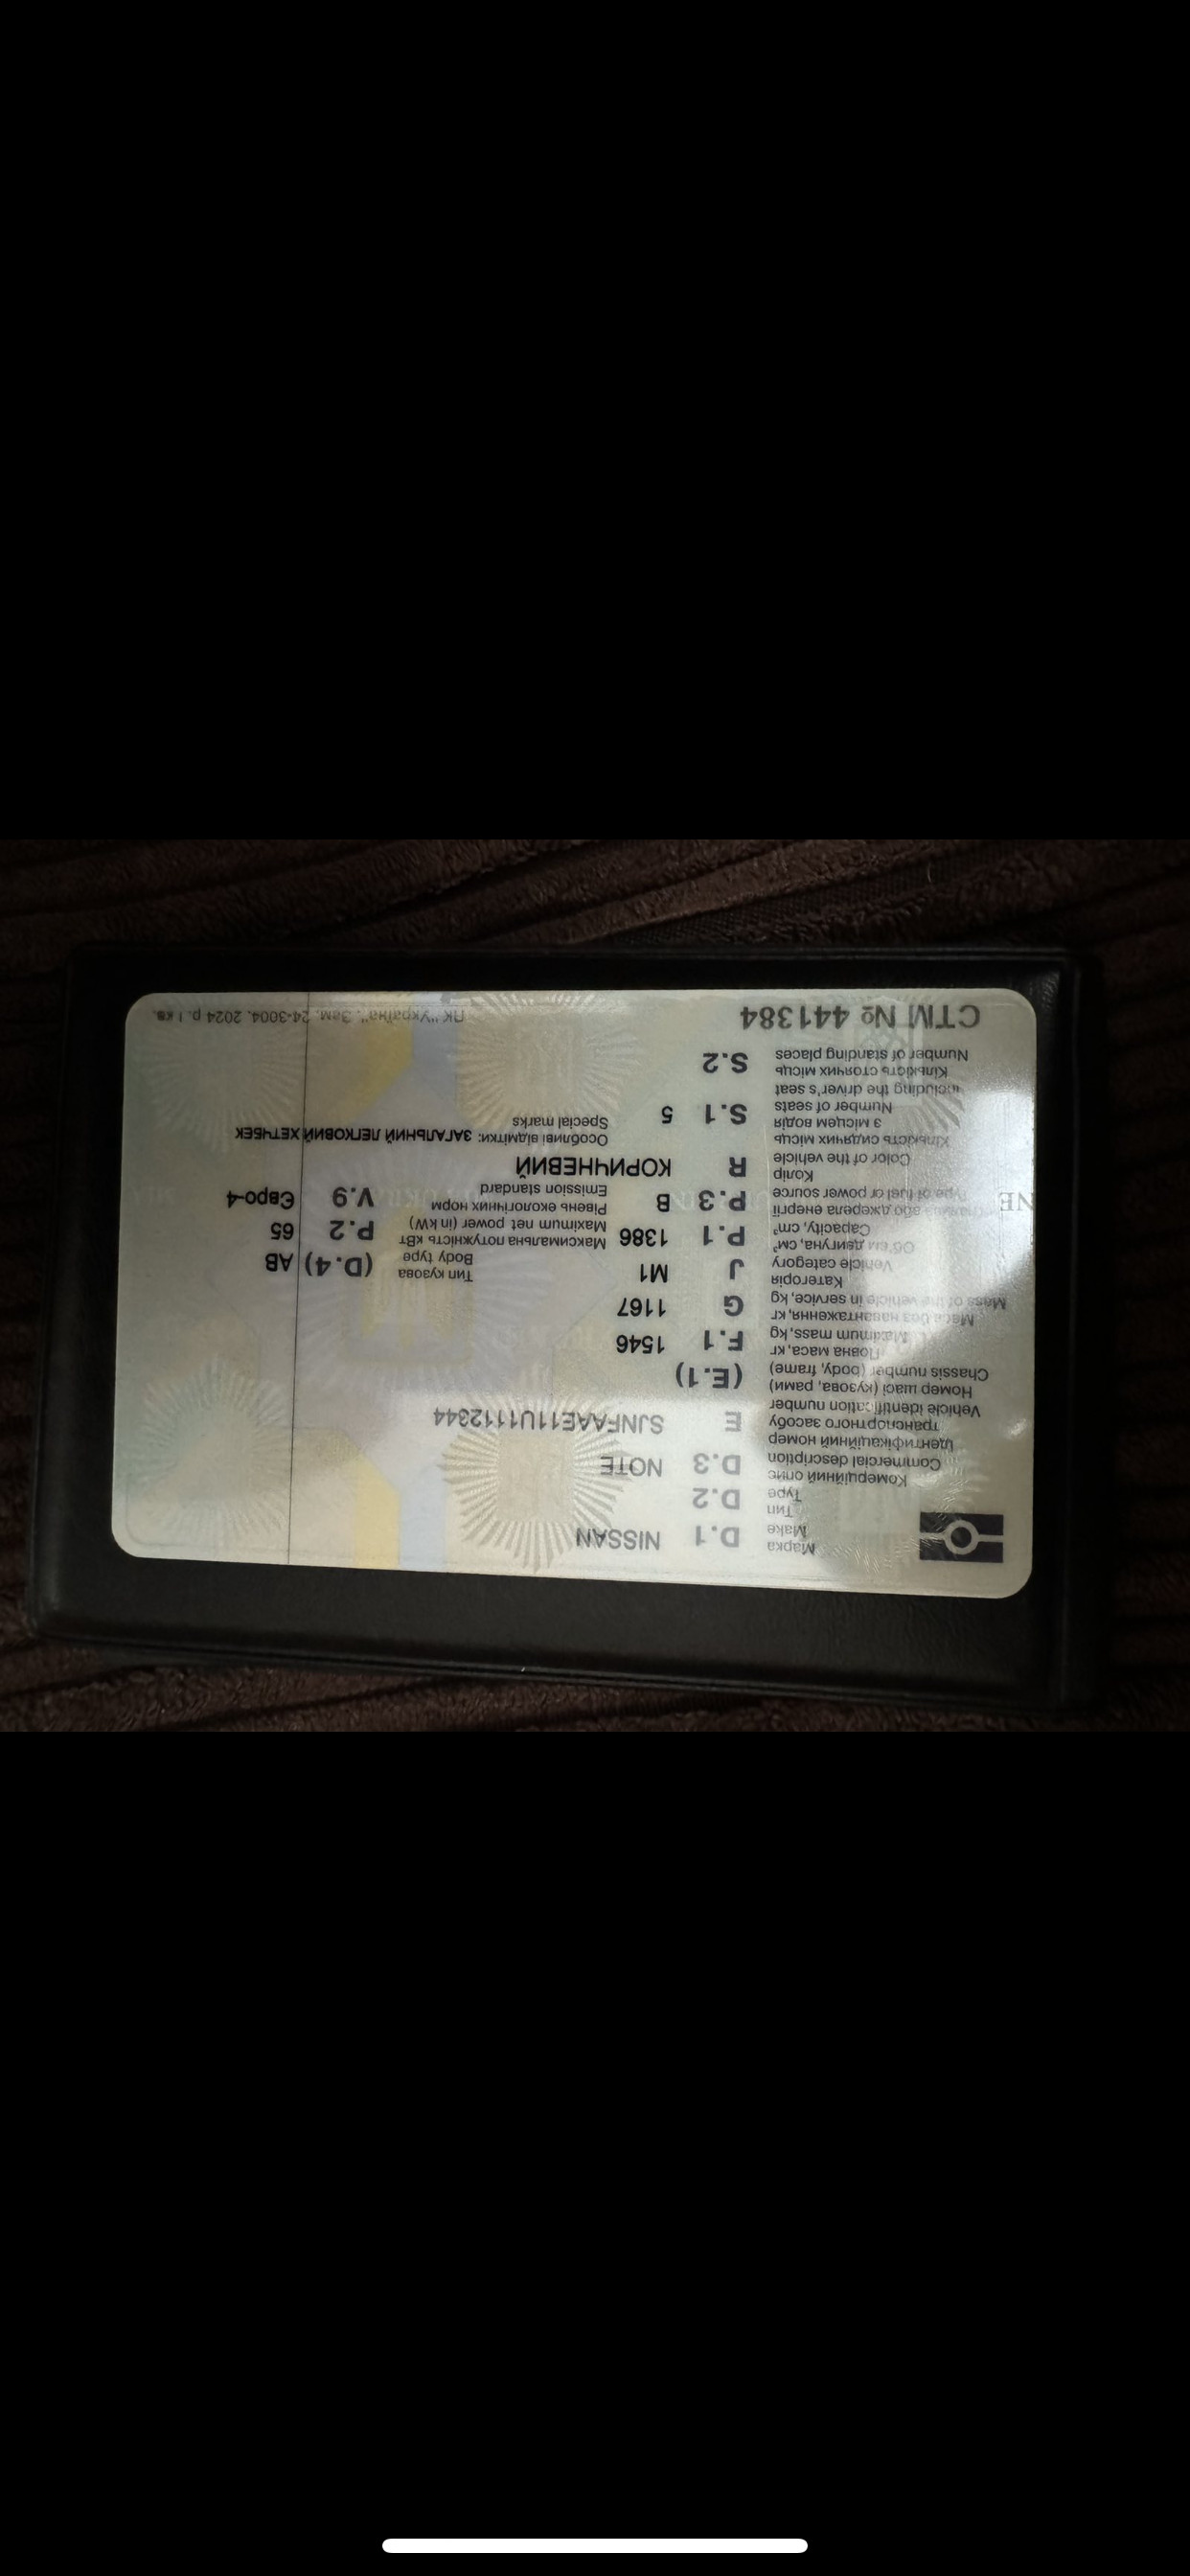 Марка
Make
D.1 NISSAN
Тип
Type
D.2
Комерційний опис
Commercial description
D.3 NOTE
Ідентифікаційний номер
транспортного засобу
Vehicle identification number
E SJNFAAE11U1112344
Номер шасі (кузова, рами)
Chassis number (body, frame)
(E.1)
Повна маса, кг
Maximum mass, kg
F.1 1546
Маса без навантаження, кг
Mass of the vehicle in service, kg
G 1167
Категорія
Vehicle category
J M1
Тип кузова
Body type
(D.4) AB
Об'єм двигуна, см³
Capacity, cm³
P.1 1386
Максимальна потужність кВт
Maximum net power (in kW)
P.2 65
або джерела енергії
Type of fuel or power source
P.3 B
Рівень екологічних норм
Emission standard
V.9 Євро-4
Колір
Color of the vehicle
R КОРИЧНЕВИЙ
Кількість сидячих місць
з місцем водія
Number of seats
including the driver's seat
S.1 5
Особливі відмітки: ЗАГАЛЬНИЙ ЛЕГКОВИЙ ХЕТЧБЕК
Special marks
Кількість стоячих місць
Number of standing places
S.2
СТМ № 441384
ПК "Україна". Зам. 24-3004. 2024 р. I кв.